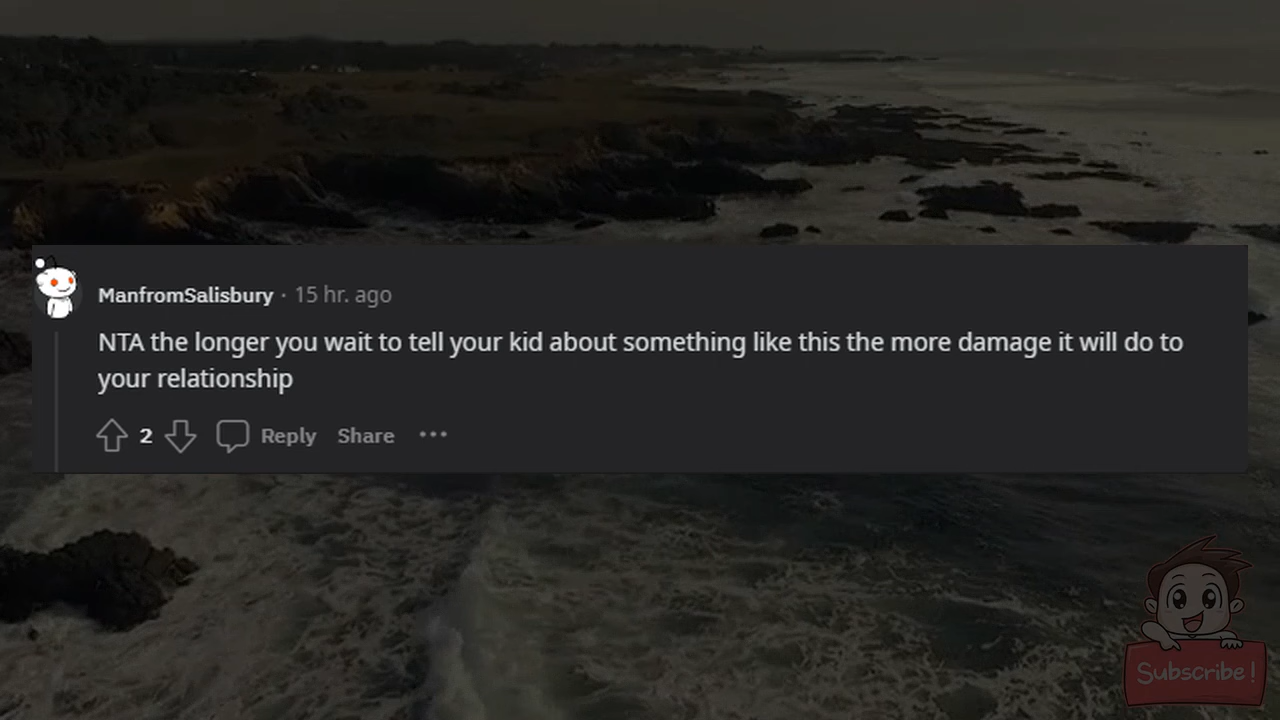 ManfromSalisbury · 15 hr. ago
NTA the longer you wait to tell your kid about something like this the more damage it will do to
your relationship
2 Reply Share ···
Subscribe!